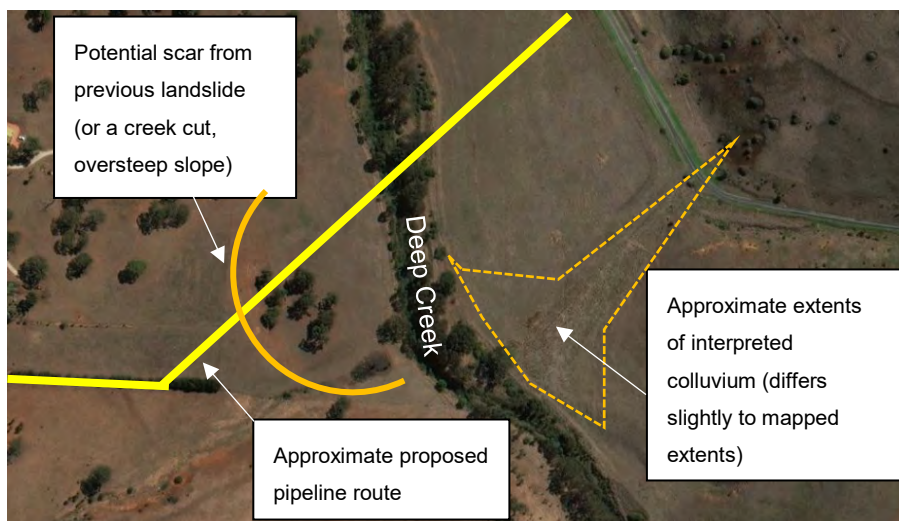 Potential scar from
previous landslide
(or a creek cut,
oversteep slope)
Deep Creek
Approximate extents
of interpreted
colluvium (differs
slightly to mapped
extents)
Approximate proposed
pipeline route